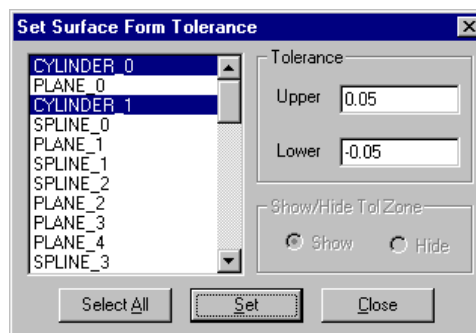 Set Surface Form Tolerance
CYLINDER_0
PLANE_0
CYLINDER_1
SPLINE_0
PLANE_1
SPLINE_1
SPLINE_2
PLANE_2
PLANE_3
PLANE_4
SPLINE_3
Tolerance
Upper 0.05
Lower -0.05
Show/Hide Tol Zone
Show Hide
Select All Set Close